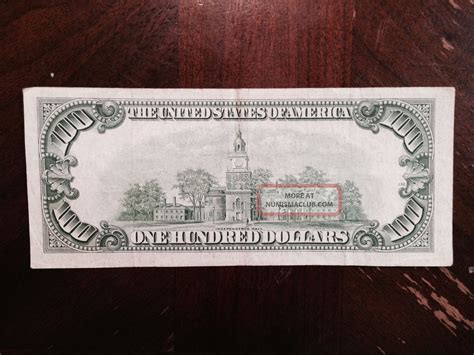 THE UNITED STATES OF AMERICA
100 100
MORE AT
NUMISMACLUB.COM
INDEPENDENCE HALL
100 100
ONE HUNDRED DOLLARS